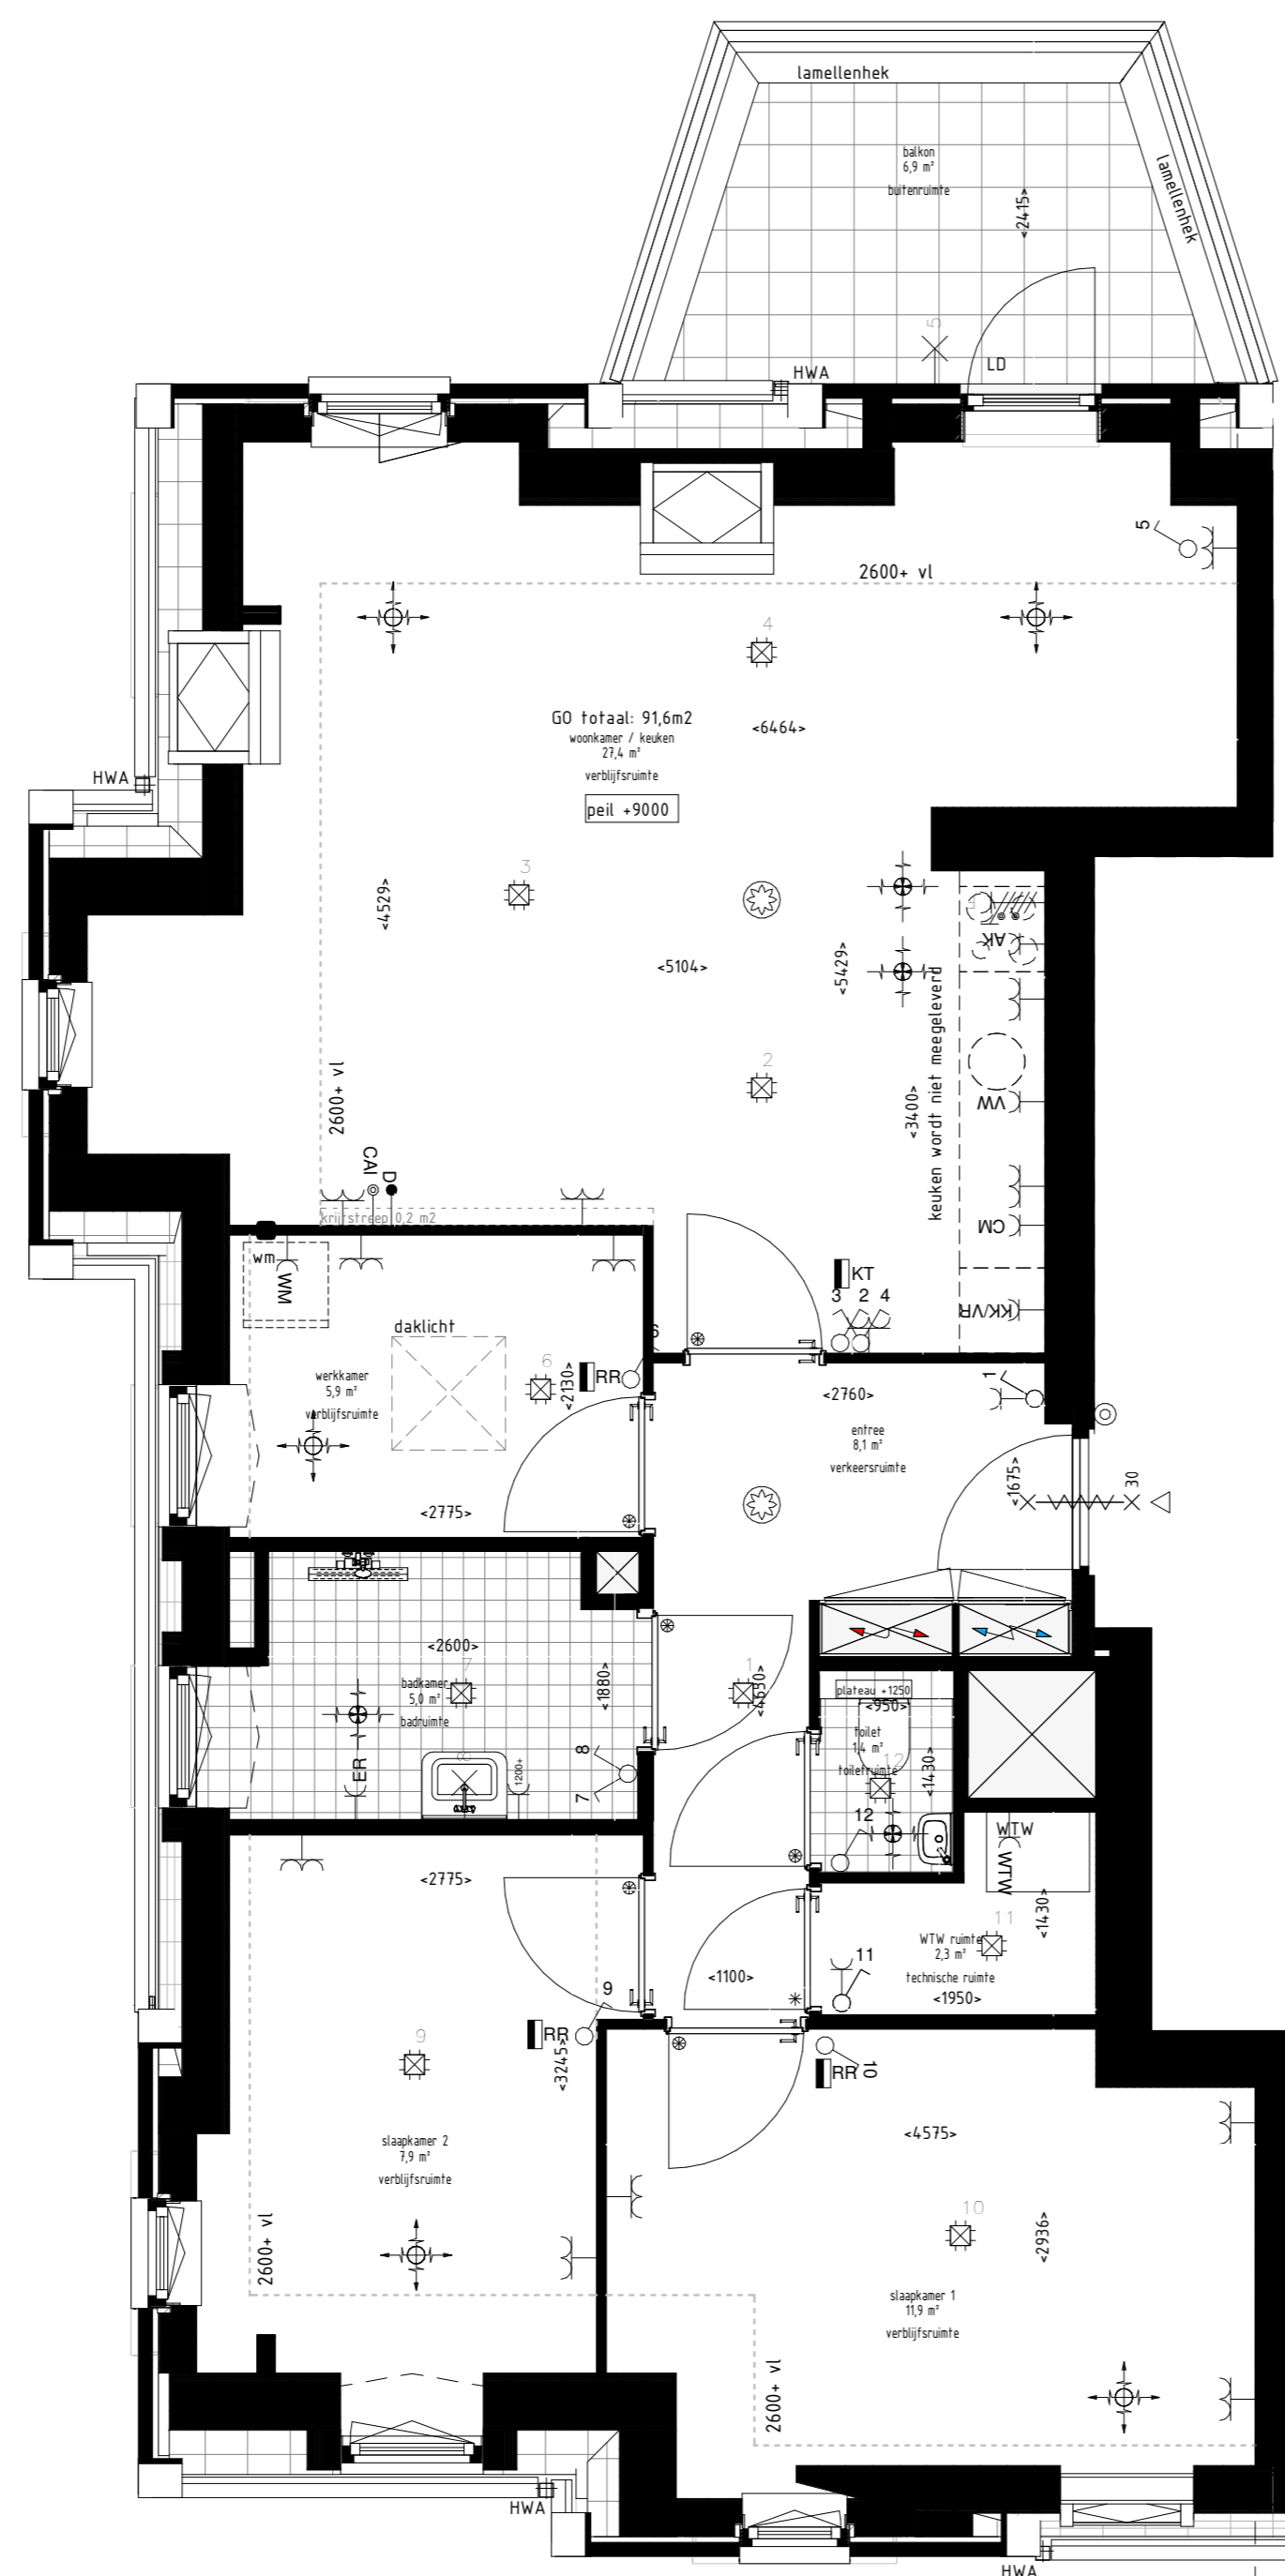 lamellenhek
balkon
6,9 m²
buitenruimte
lamellenhek
<2415>
5
LD
HWA
5
2600+ vl
4
GO totaal: 91,6m2
woonkamer / keuken
27,4 m²
verblijfsruimte
<6464>
peil +9000
HWA
3
<4529>
<5104>
<5429>
AK
keuken wordt niet meegeleverd
2
2600+ vl
<3400>
VW
CAI
D
krijtstreep 0,2 m2
CM
wm
WM
KT
3 2 4
KK/VR
daklicht
6
werkkamer
5,9 m²
verblijfsruimte
6
<2130>
RR
<2760>
1
entree
8,1 m²
verkeersruimte
<1675>
30
<2775>
<2600>
7
badkamer
5,0 m²
badruimte
<1880>
1
plateau +1250
<950>
toilet
1,4 m²
toiletruimte
12
<1430>
ER
8
1200+
8
7
12
WTW
WTW
<2775>
11
<1430>
WTW ruimte
2,3 m²
technische ruimte
11
<1950>
<1100>
9
RR
<3245>
9
RR
10
<4575>
slaapkamer 2
7,9 m²
verblijfsruimte
10
<2936>
2600+ vl
slaapkamer 1
11,9 m²
verblijfsruimte
2600+ vl
HWA
HWA